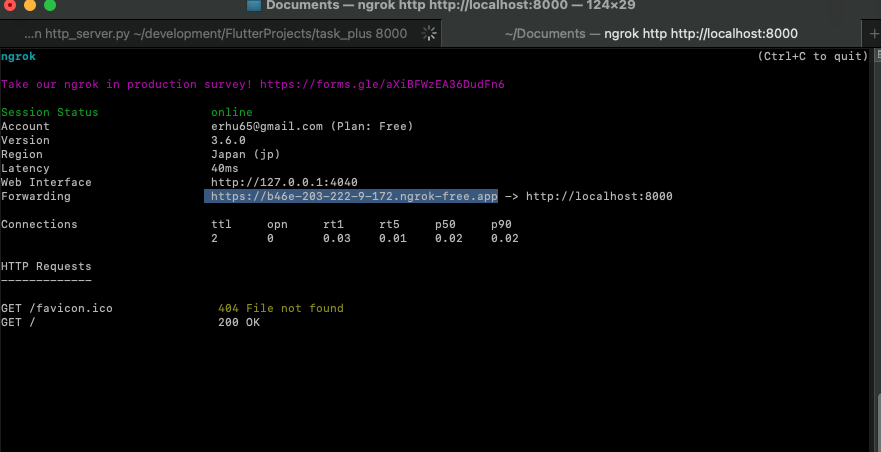 Documents — ngrok http http://localhost:8000 — 124×29
...n http_server.py ~/development/FlutterProjects/task_plus 8000
~/Documents — ngrok http http://localhost:8000
+
ngrok (Ctrl+C to quit)
Take our ngrok in production survey! https://forms.gle/aXiBFWzEA36DudFn6
Session Status online
Account erhu65@gmail.com (Plan: Free)
Version 3.6.0
Region Japan (jp)
Latency 40ms
Web Interface http://127.0.0.1:4040
Forwarding https://b46e-203-222-9-172.ngrok-free.app -> http://localhost:8000
Connections ttl opn rt1 rt5 p50 p90
2 0 0.03 0.01 0.02 0.02
HTTP Requests
-------------
GET /favicon.ico 404 File not found
GET / 200 OK